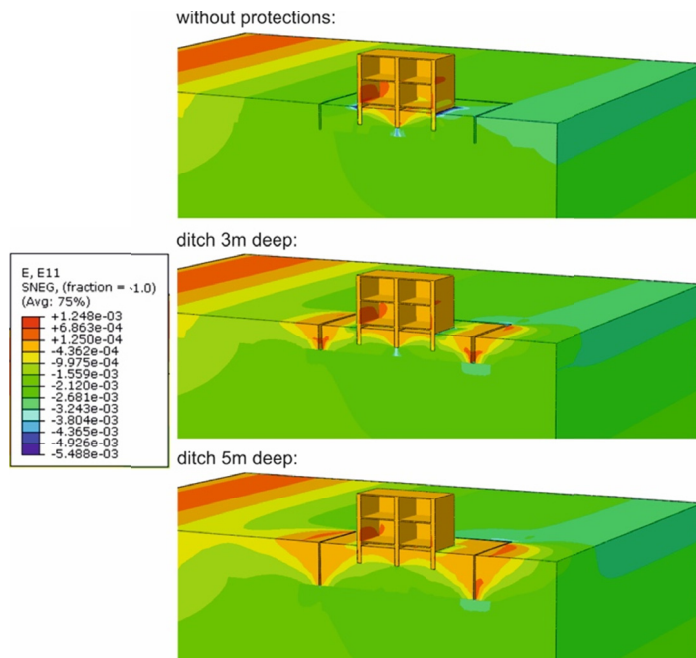 without protections:
ditch 3m deep:
E, E11
SNEG, (fraction = -1.0)
(Avg: 75%)
+1.248e-03
+6.863e-04
+1.250e-04
-4.362e-04
-9.975e-04
-1.559e-03
-2.120e-03
-2.681e-03
-3.243e-03
-3.804e-03
-4.365e-03
-4.926e-03
-5.488e-03
ditch 5m deep: